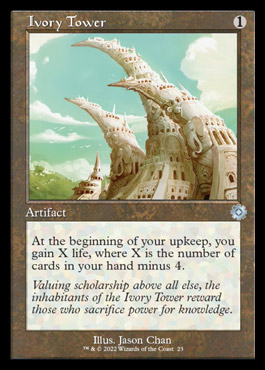 Ivory Tower 1
Artifact
At the beginning of your upkeep, you
gain X life, where X is the number of
cards in your hand minus 4.
Valuing scholarship above all else, the
inhabitants of the Ivory Tower reward
those who sacrifice power for knowledge.
Illus. Jason Chan
™ & © 2022 Wizards of the Coast 23